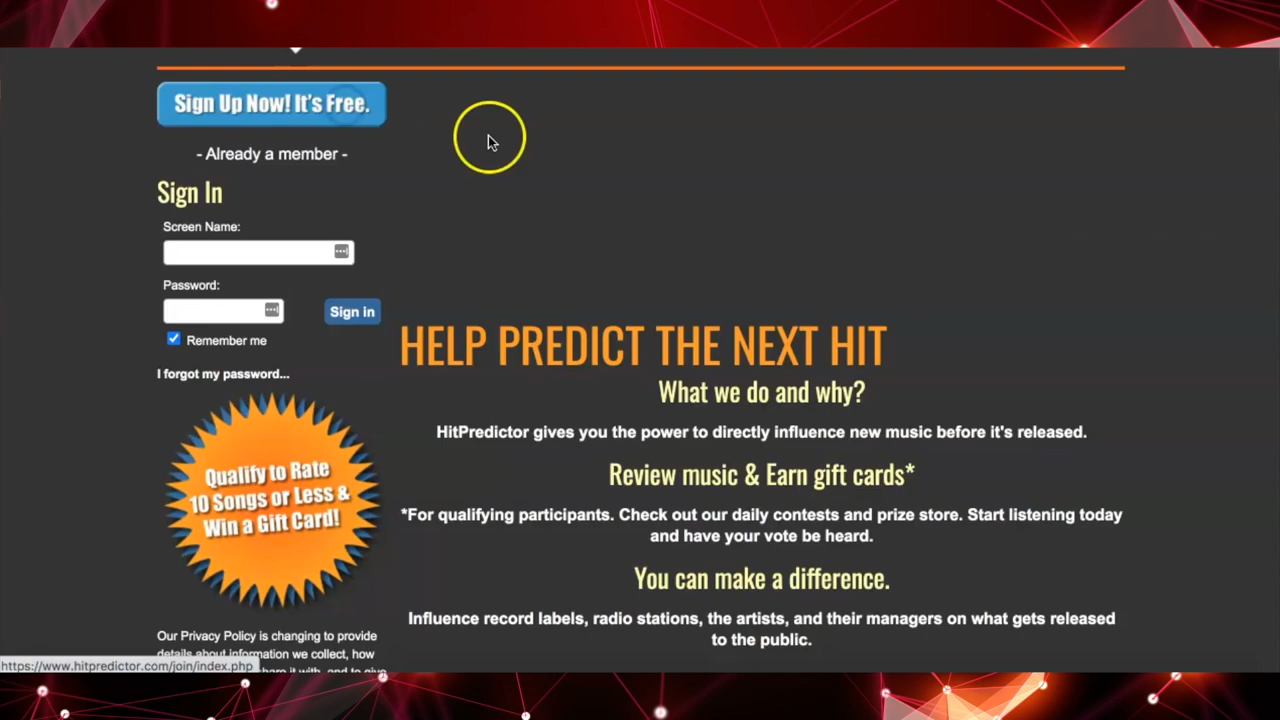 Sign Up Now! It's Free.
- Already a member -
Sign In
Screen Name:
Password:
Sign in
Remember me
I forgot my password...
Qualify to Rate
10 Songs or Less &
Win a Gift Card!
Our Privacy Policy is changing to provide
details about information we collect, how
share it with, and to give
https://www.hitpredictor.com/join/index.php
HELP PREDICT THE NEXT HIT
What we do and why?
HitPredictor gives you the power to directly influence new music before it's released.
Review music & Earn gift cards*
*For qualifying participants. Check out our daily contests and prize store. Start listening today
and have your vote be heard.
You can make a difference.
Influence record labels, radio stations, the artists, and their managers on what gets released
to the public.